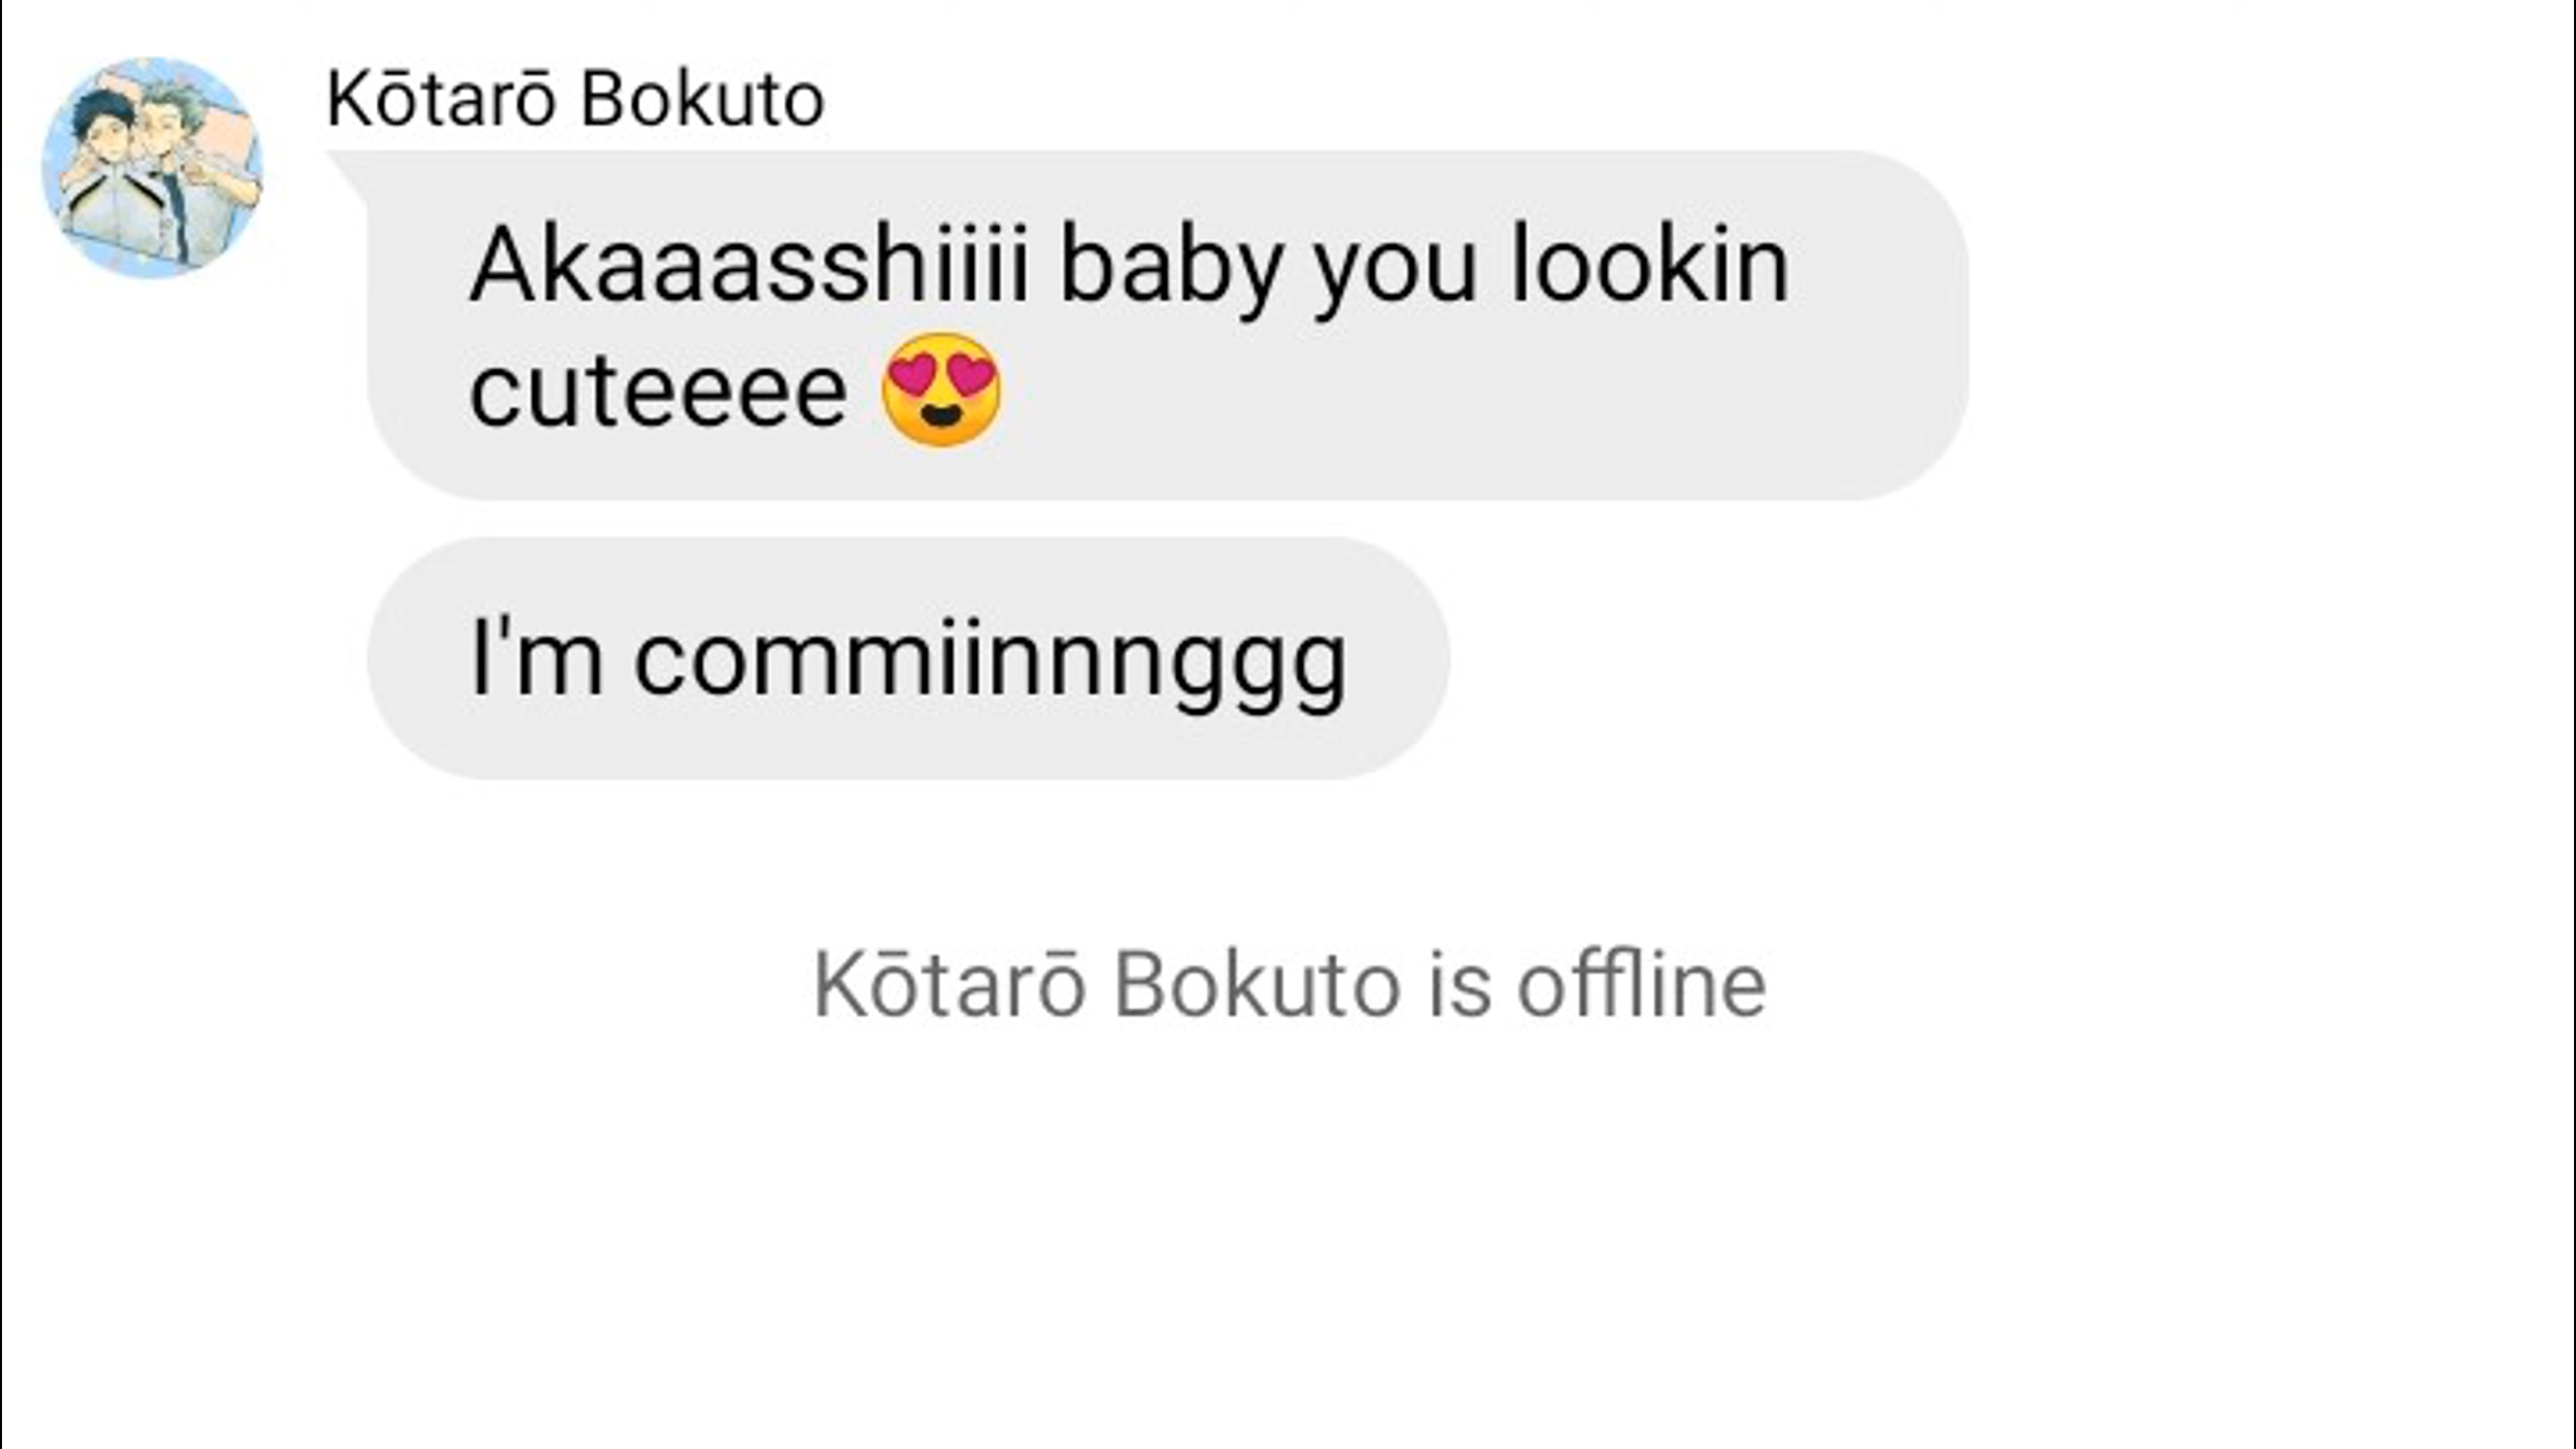 Kōtarō Bokuto
Akaaasshiiii baby you lookin
cuteeee 😍
I'm commiinnnggg
Kōtarō Bokuto is offline